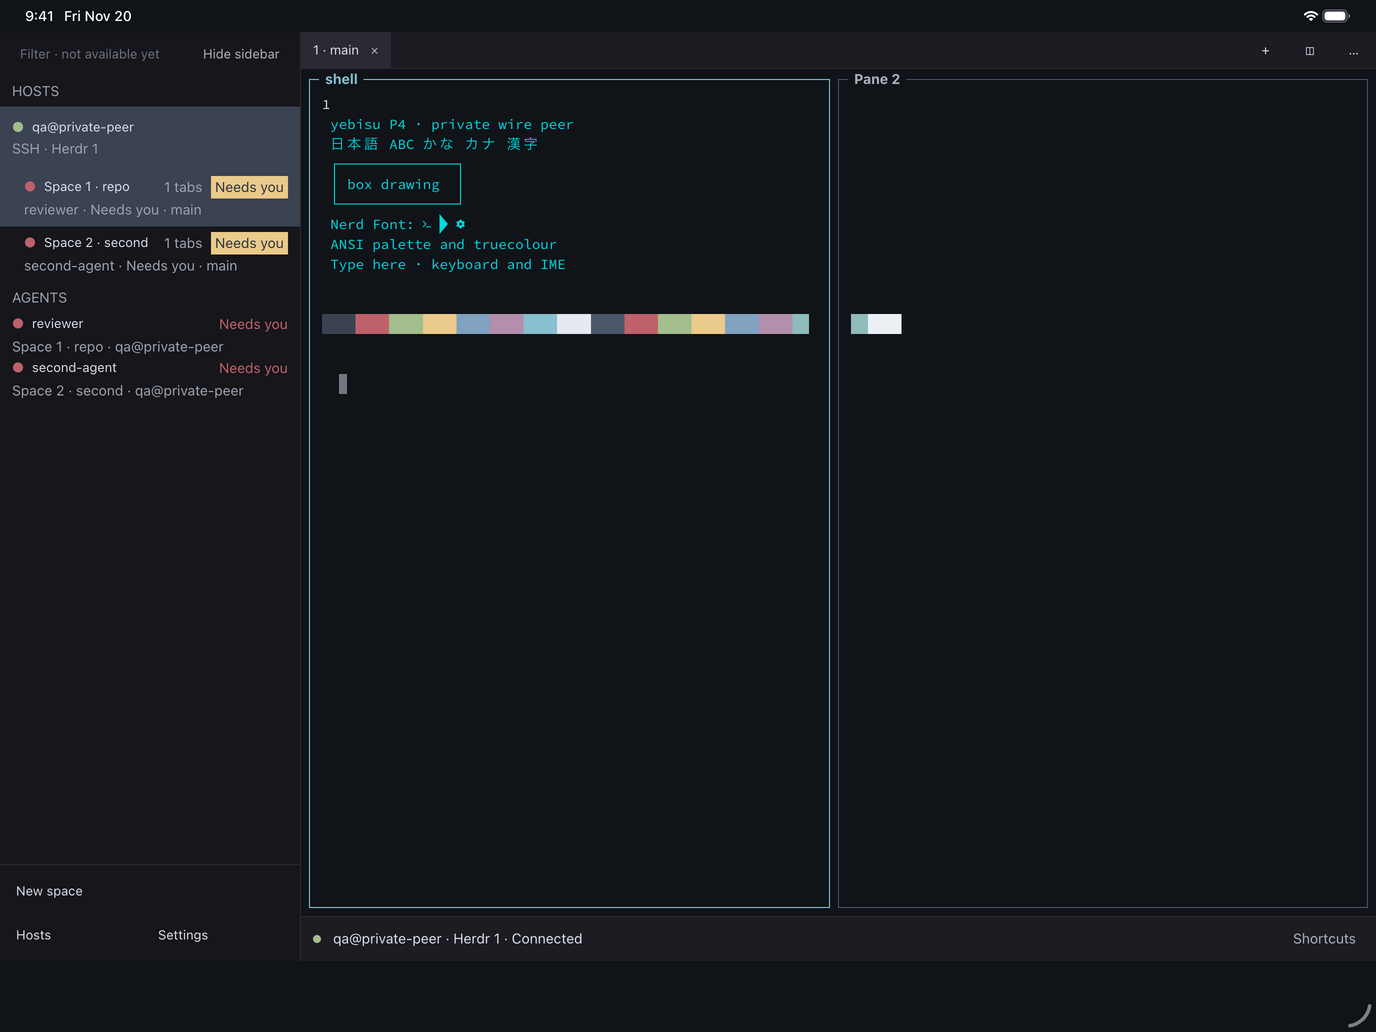 9:41 Fri Nov 20
Filter · not available yet
Hide sidebar
HOSTS
qa@private-peer
SSH · Herdr 1
Space 1 · repo 1 tabs Needs you
reviewer · Needs you · main
Space 2 · second 1 tabs Needs you
second-agent · Needs you · main
AGENTS
reviewer Needs you
Space 1 · repo · qa@private-peer
second-agent Needs you
Space 2 · second · qa@private-peer
New space
Hosts Settings
1 · main × + ...
shell
1
yebisu P4 · private wire peer
日本語 ABC かな カナ 漢字
box drawing
Nerd Font:
ANSI palette and truecolour
Type here · keyboard and IME
Pane 2
qa@private-peer · Herdr 1 · Connected
Shortcuts